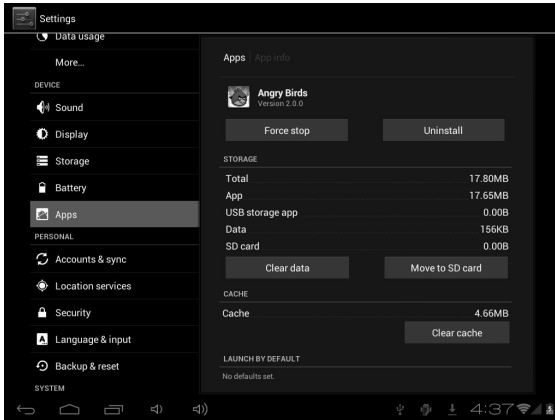 Settings
Data usage
More...
DEVICE
Sound
Display
Storage
Battery
Apps
PERSONAL
Accounts & sync
Location services
Security
Language & input
Backup & reset
SYSTEM
Apps App info
Angry Birds
Version 2.0.0
Force stop Uninstall
STORAGE
Total 17.80MB
App 17.65MB
USB storage app 0.00B
Data 156KB
SD card 0.00B
Clear data Move to SD card
CACHE
Cache 4.66MB
Clear cache
LAUNCH BY DEFAULT
No defaults set.
4:37